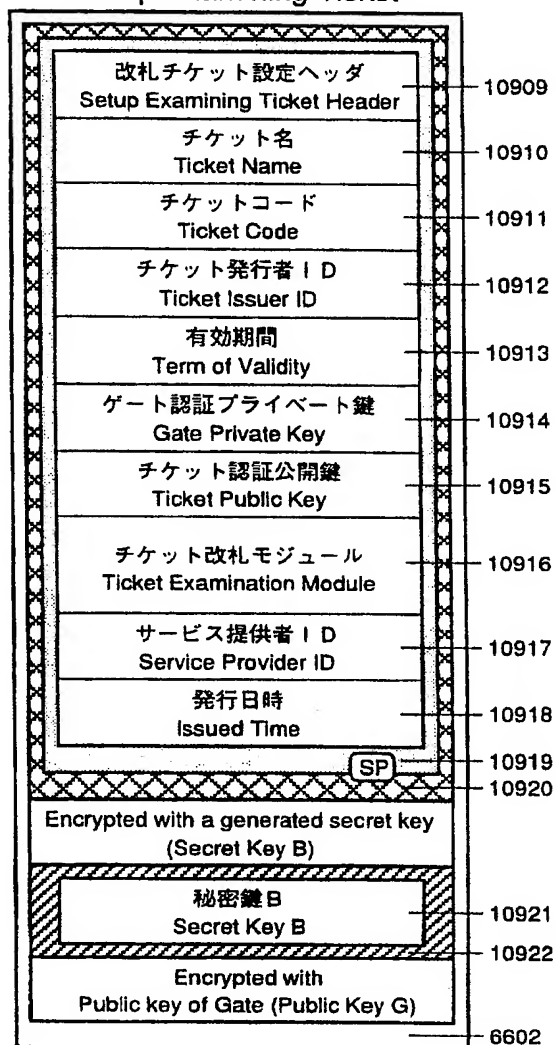 改札チケット設定ヘッダ
Setup Examining Ticket Header
10909
チケット名
Ticket Name
10910
チケットコード
Ticket Code
10911
チケット発行者ＩＤ
Ticket Issuer ID
10912
有効期間
Term of Validity
10913
ゲート認証プライベート鍵
Gate Private Key
10914
チケット認証公開鍵
Ticket Public Key
10915
チケット改札モジュール
Ticket Examination Module
10916
サービス提供者ＩＤ
Service Provider ID
10917
発行日時
Issued Time
10918
SP
10919
10920
Encrypted with a generated secret key
(Secret Key B)
秘密鍵B
Secret Key B
10921
10922
Encrypted with
Public key of Gate (Public Key G)
6602